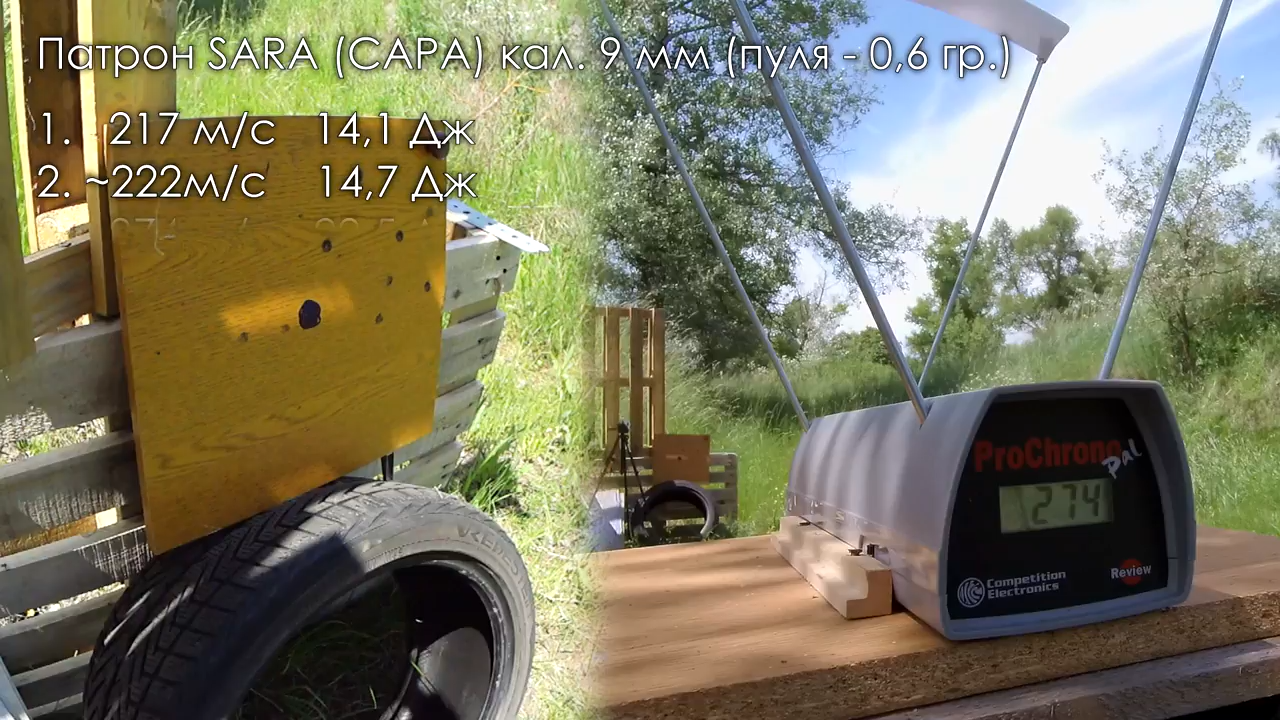 Патрон SARA (САРА) кал. 9 мм (пуля - 0,6 гр.)
1. 217 м/с 14,1 Дж
2. ~222м/с 14,7 Дж
ProChrono
Pal
274
Competition
Electronics
Review